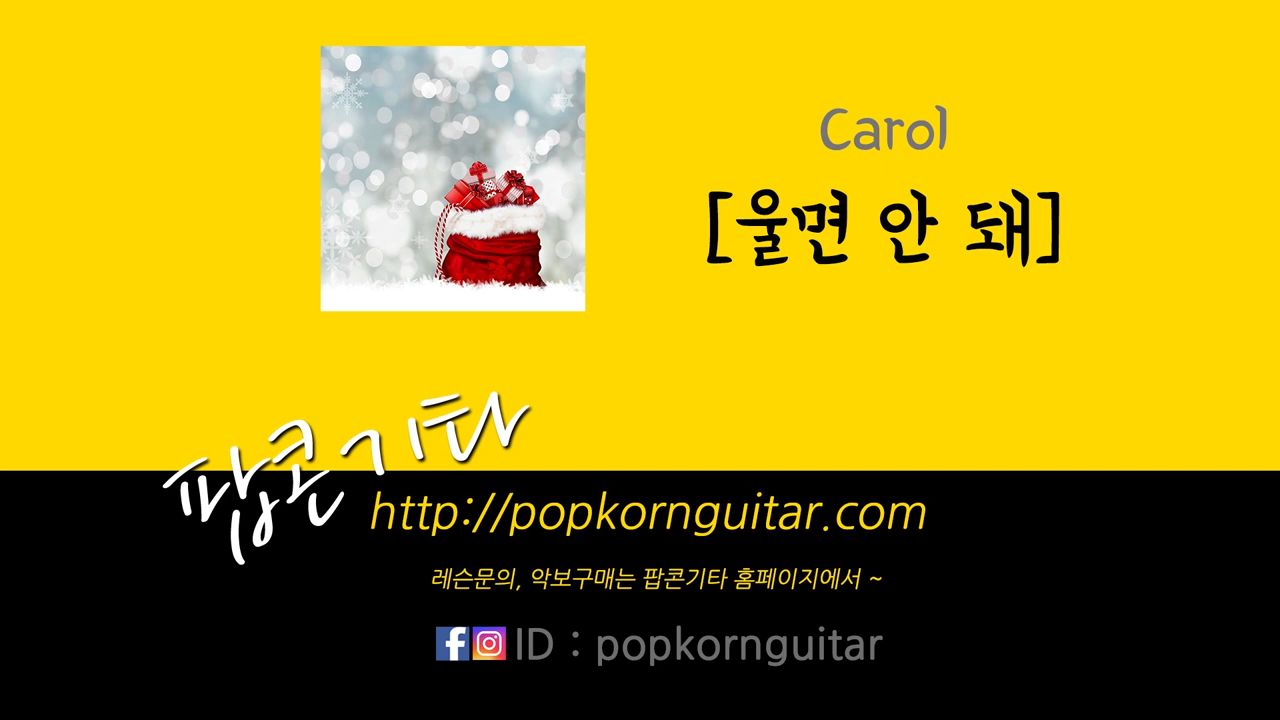 Carol
[울면 안 돼]
팝콘기타
http://popkornguitar.com
레슨문의, 악보구매는 팝콘기타 홈페이지에서 ~
ID : popkornguitar